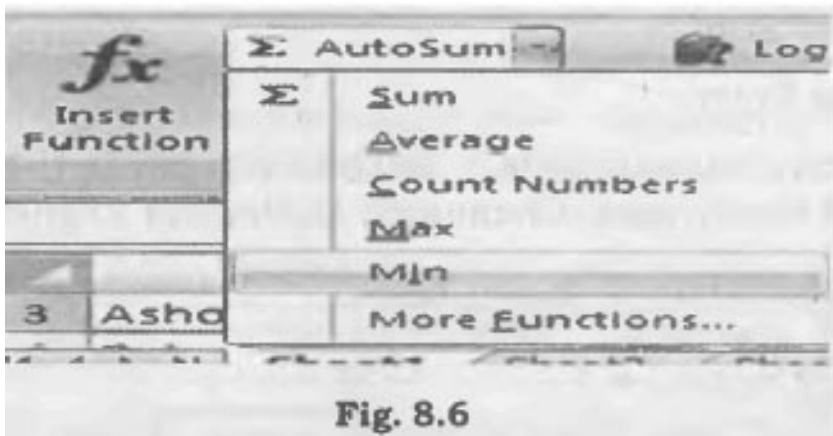 fx
Insert
Function
Σ AutoSum
Log
Σ Sum
Average
Count Numbers
Max
Min
More Functions...
3 Asho
Fig. 8.6